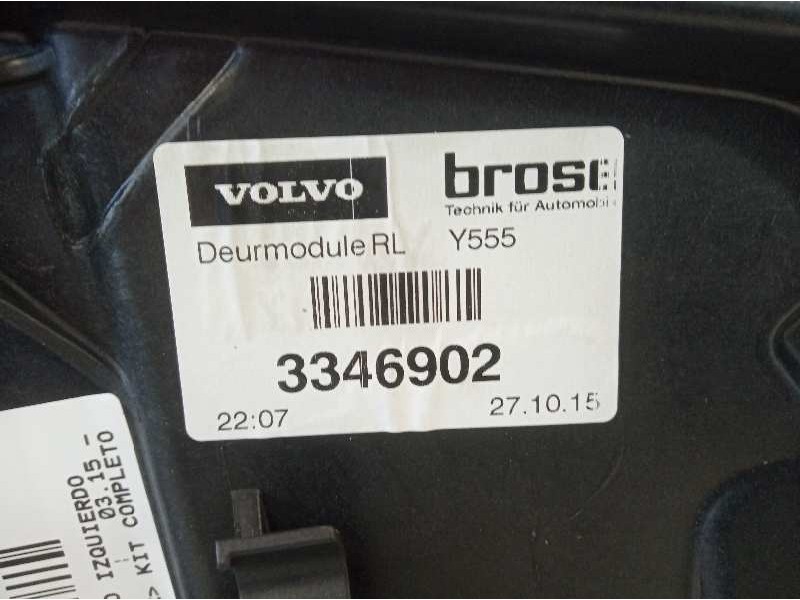 VOLVO
brose
Technik für Automobi
Deurmodule RL Y555
3346902
22:07 27.10.15
IZQUIERDO
03.15 -
KIT COMPLETO